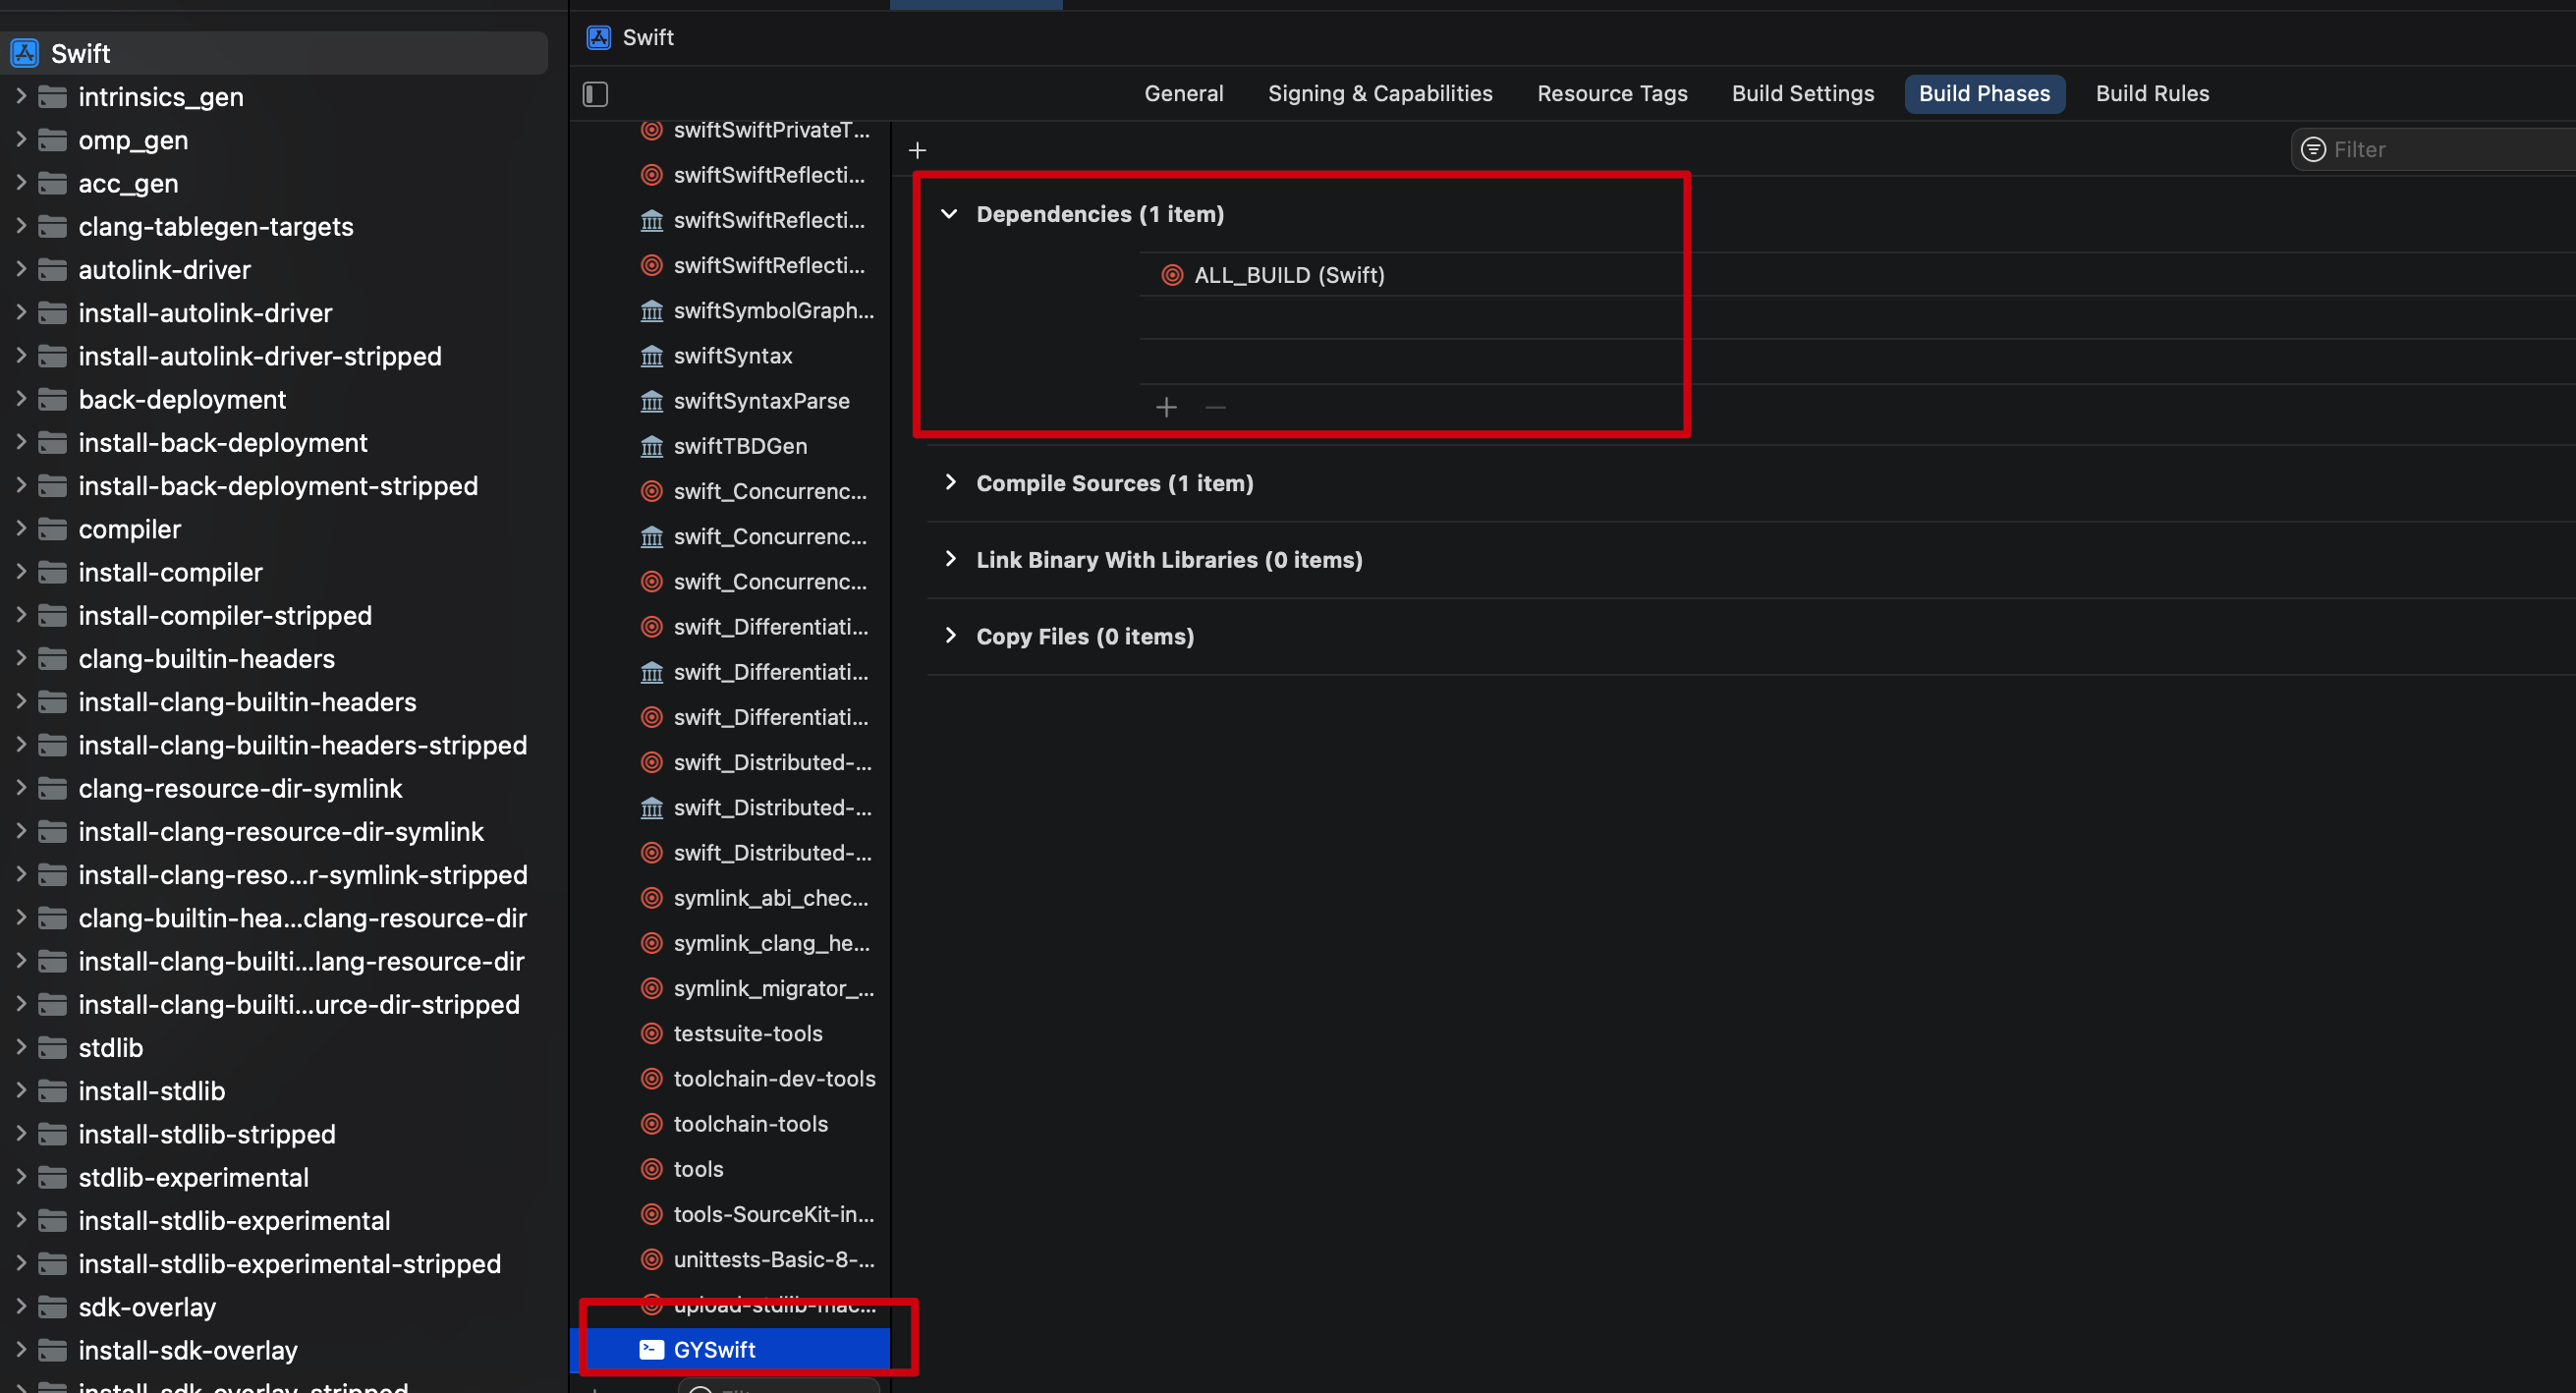 Swift
intrinsics_gen
omp_gen
acc_gen
clang-tablegen-targets
autolink-driver
install-autolink-driver
install-autolink-driver-stripped
back-deployment
install-back-deployment
install-back-deployment-stripped
compiler
install-compiler
install-compiler-stripped
clang-builtin-headers
install-clang-builtin-headers
install-clang-builtin-headers-stripped
clang-resource-dir-symlink
install-clang-resource-dir-symlink
install-clang-reso...r-symlink-stripped
clang-builtin-hea...clang-resource-dir
install-clang-builti...lang-resource-dir
install-clang-builti...urce-dir-stripped
stdlib
install-stdlib
install-stdlib-stripped
stdlib-experimental
install-stdlib-experimental
install-stdlib-experimental-stripped
sdk-overlay
install-sdk-overlay
install-sdk-overlay-stripped
Swift
General Signing & Capabilities Resource Tags Build Settings Build Phases Build Rules
swiftSwiftPrivateT...
swiftSwiftReflecti...
swiftSwiftReflecti...
swiftSwiftReflecti...
swiftSymbolGraph...
swiftSyntax
swiftSyntaxParse
swiftTBDGen
swift_Concurrenc...
swift_Concurrenc...
swift_Concurrenc...
swift_Differentiati...
swift_Differentiati...
swift_Differentiati...
swift_Distributed-...
swift_Distributed-...
swift_Distributed-...
symlink_abi_chec...
symlink_clang_he...
symlink_migrator_...
testsuite-tools
toolchain-dev-tools
toolchain-tools
tools
tools-SourceKit-in...
unittests-Basic-8-...
upload-stdlib-mac...
GYSwift
Filter
Filter
Dependencies (1 item)
ALL_BUILD (Swift)
Compile Sources (1 item)
Link Binary With Libraries (0 items)
Copy Files (0 items)